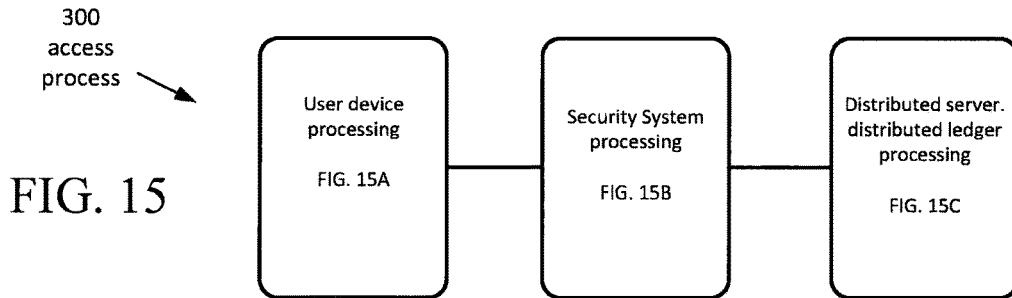 300
access
process
FIG. 15
User device
processing
FIG. 15A
Security System
processing
FIG. 15B
Distributed server.
distributed ledger
processing
FIG. 15C